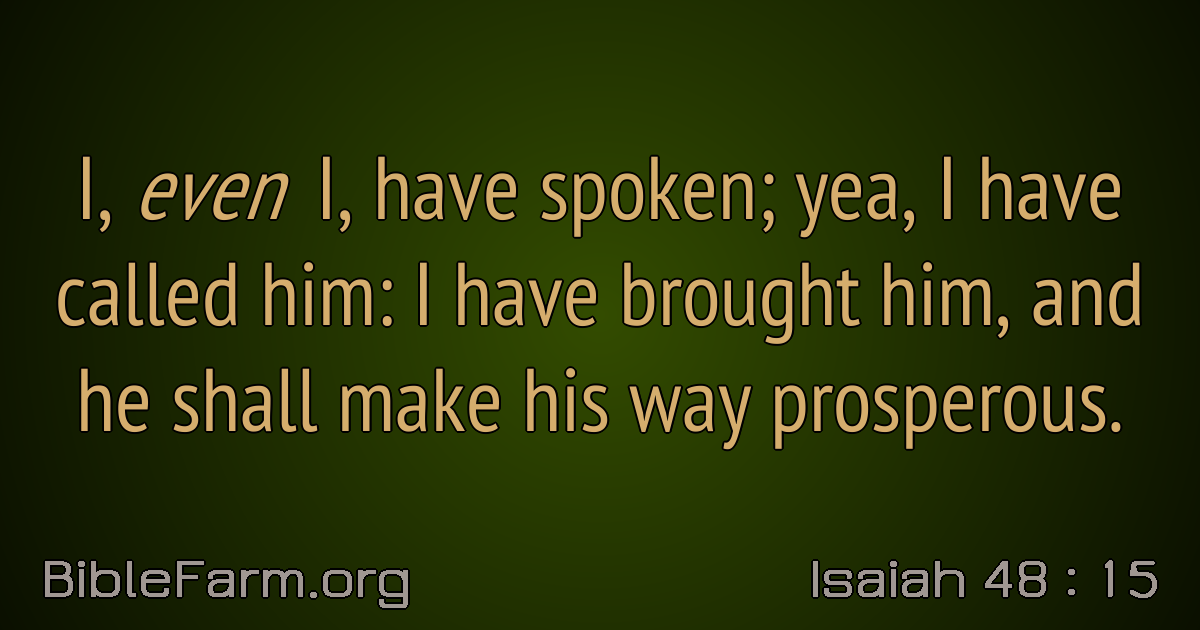 I, even I, have spoken; yea, I have
called him: I have brought him, and
he shall make his way prosperous.
BibleFarm.org
Isaiah 48 : 15